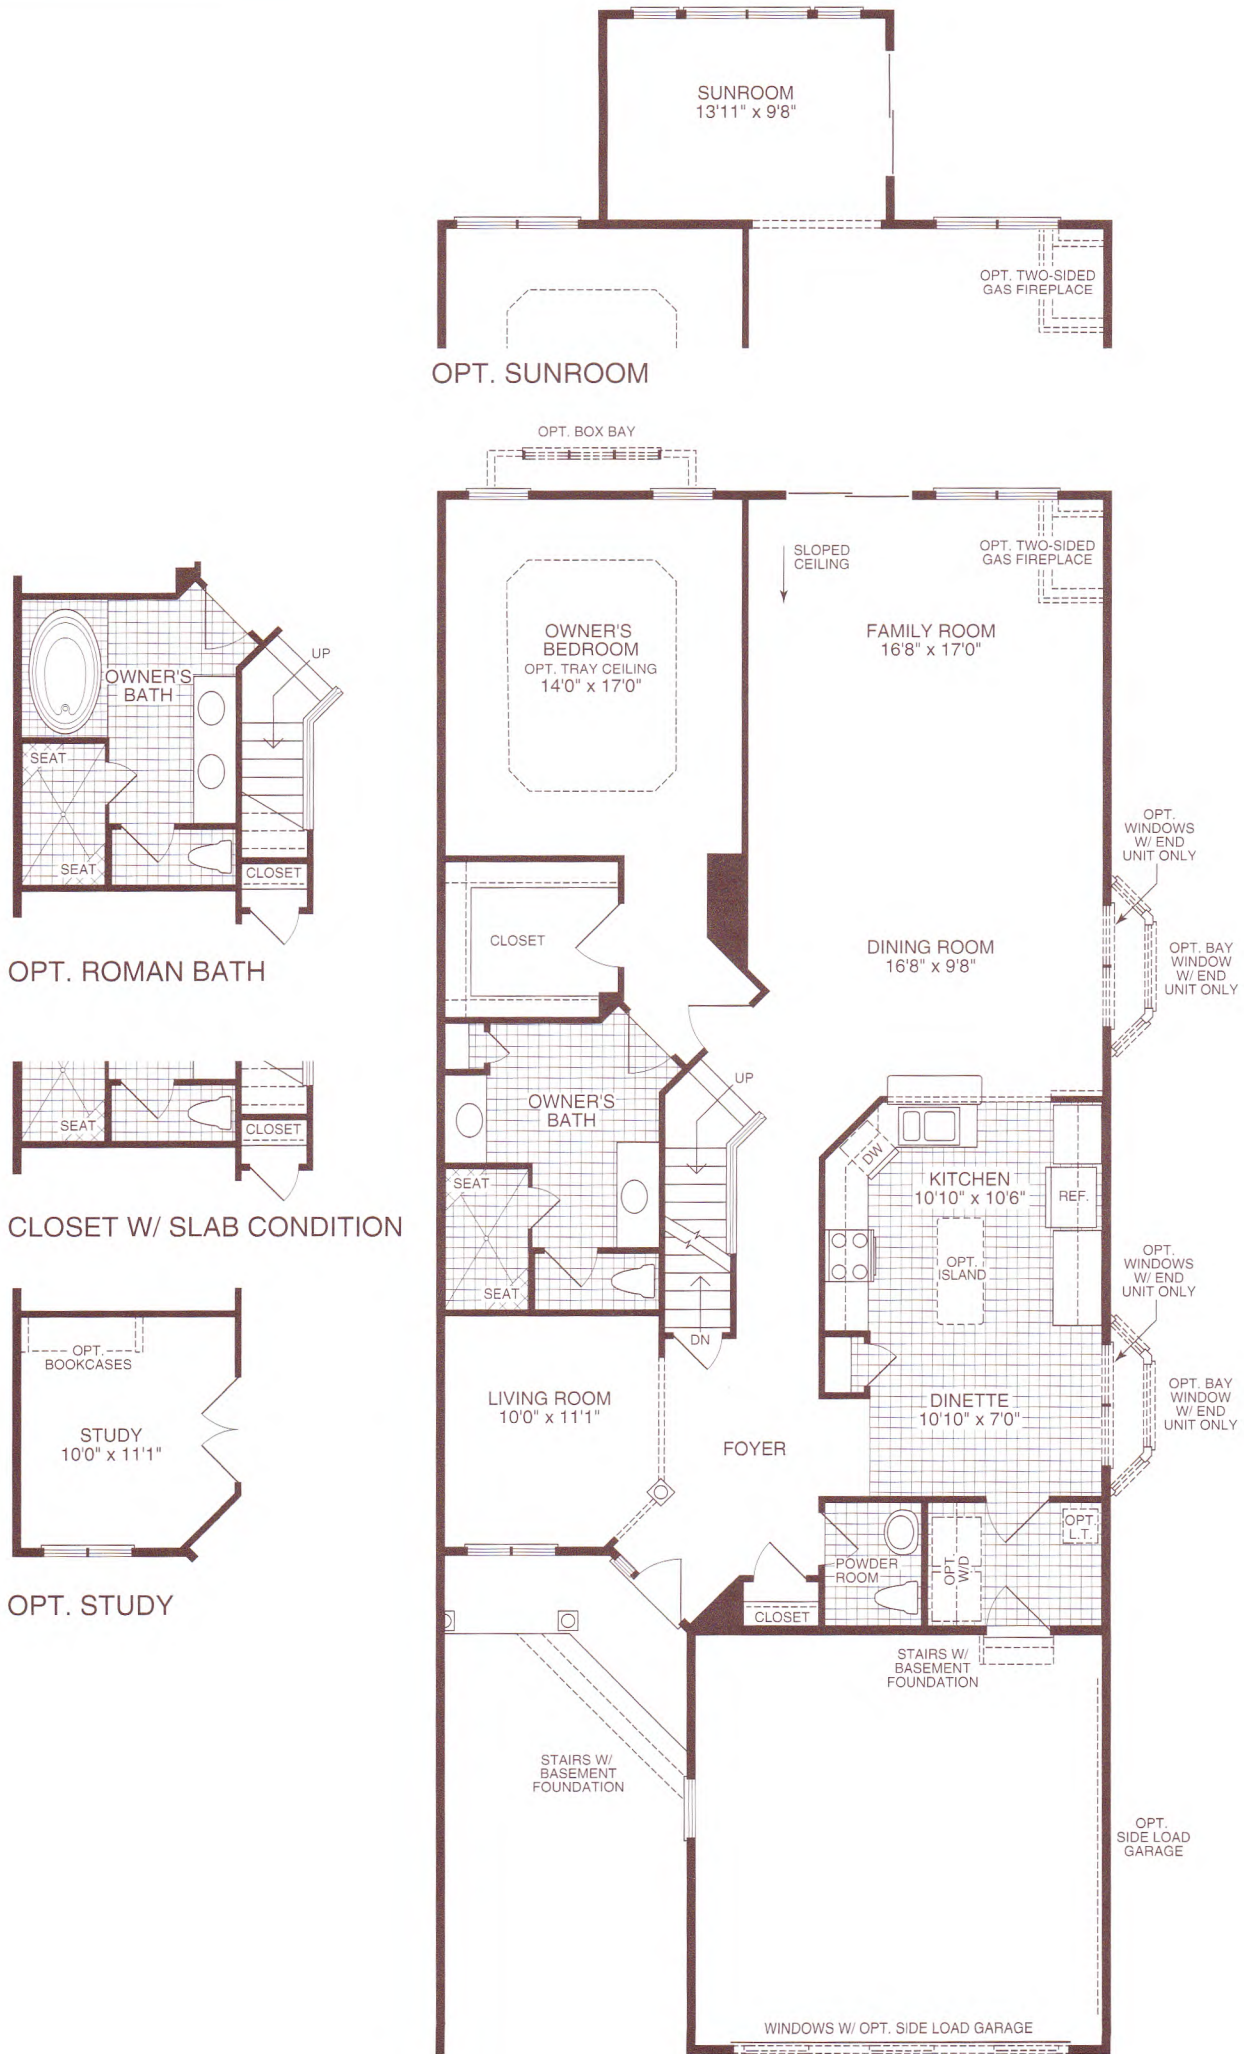 SUNROOM
13'11" x 9'8"
OPT. TWO-SIDED
GAS FIREPLACE
OPT. SUNROOM
OPT. BOX BAY
SLOPED
CEILING
OPT. TWO-SIDED
GAS FIREPLACE
OWNER'S
BEDROOM
OPT. TRAY CEILING
14'0" x 17'0"
FAMILY ROOM
16'8" x 17'0"
UP
OWNER'S
BATH
SEAT
SEAT
CLOSET
OPT. ROMAN BATH
OPT.
WINDOWS
W/ END
UNIT ONLY
CLOSET
DINING ROOM
16'8" x 9'8"
OPT. BAY
WINDOW
W/ END
UNIT ONLY
SEAT
CLOSET
CLOSET W/ SLAB CONDITION
UP
OWNER'S
BATH
SEAT
SEAT
DN
DW
KITCHEN
10'10" x 10'6"
REF.
OPT.
ISLAND
OPT.
WINDOWS
W/ END
UNIT ONLY
OPT.
BOOKCASES
STUDY
10'0" x 11'1"
OPT. STUDY
LIVING ROOM
10'0" x 11'1"
FOYER
DINETTE
10'10" x 7'0"
OPT. BAY
WINDOW
W/ END
UNIT ONLY
POWDER
ROOM
OPT.
W/D
OPT.
L.T.
CLOSET
STAIRS W/
BASEMENT
FOUNDATION
STAIRS W/
BASEMENT
FOUNDATION
OPT.
SIDE LOAD
GARAGE
WINDOWS W/ OPT. SIDE LOAD GARAGE